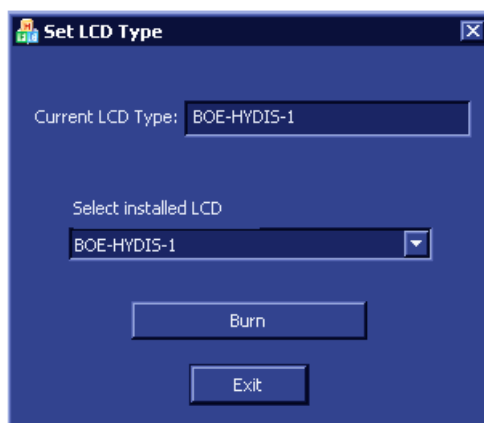 Set LCD Type
Current LCD Type: BOE-HYDIS-1
Select installed LCD
BOE-HYDIS-1
Burn
Exit